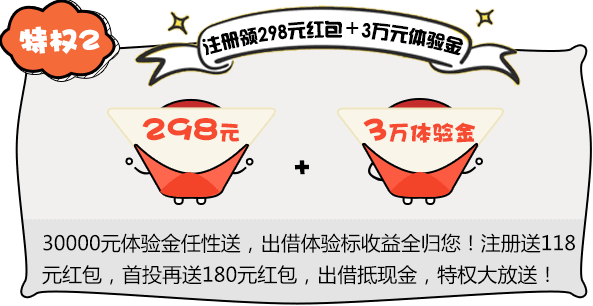 特权2
注册领298元红包+3万元体验金
298元
+
3万体验金
30000元体验金任性送，出借体验标收益全归您！注册送118
元红包，首投再送180元红包，出借抵现金，特权大放送！